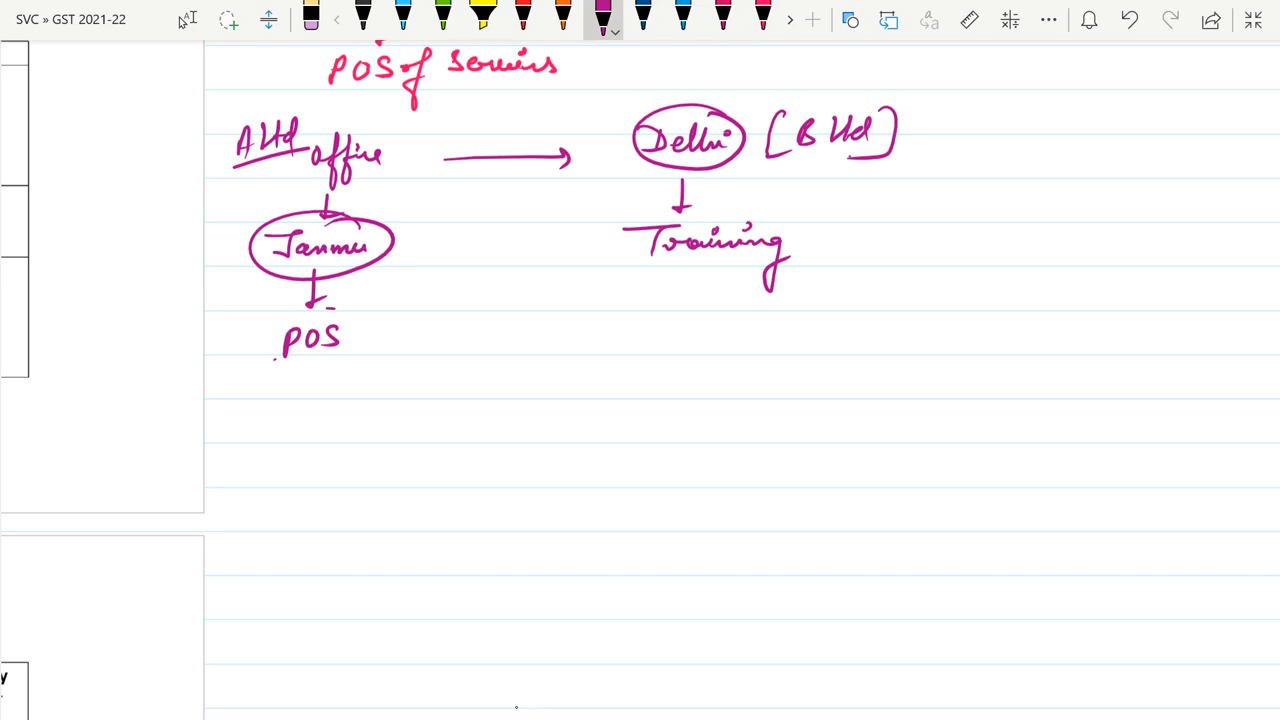 SVC » GST 2021-22
POS of Services
A Ltd office → Delhi [B Ltd]
Jammu
Training
POS
y